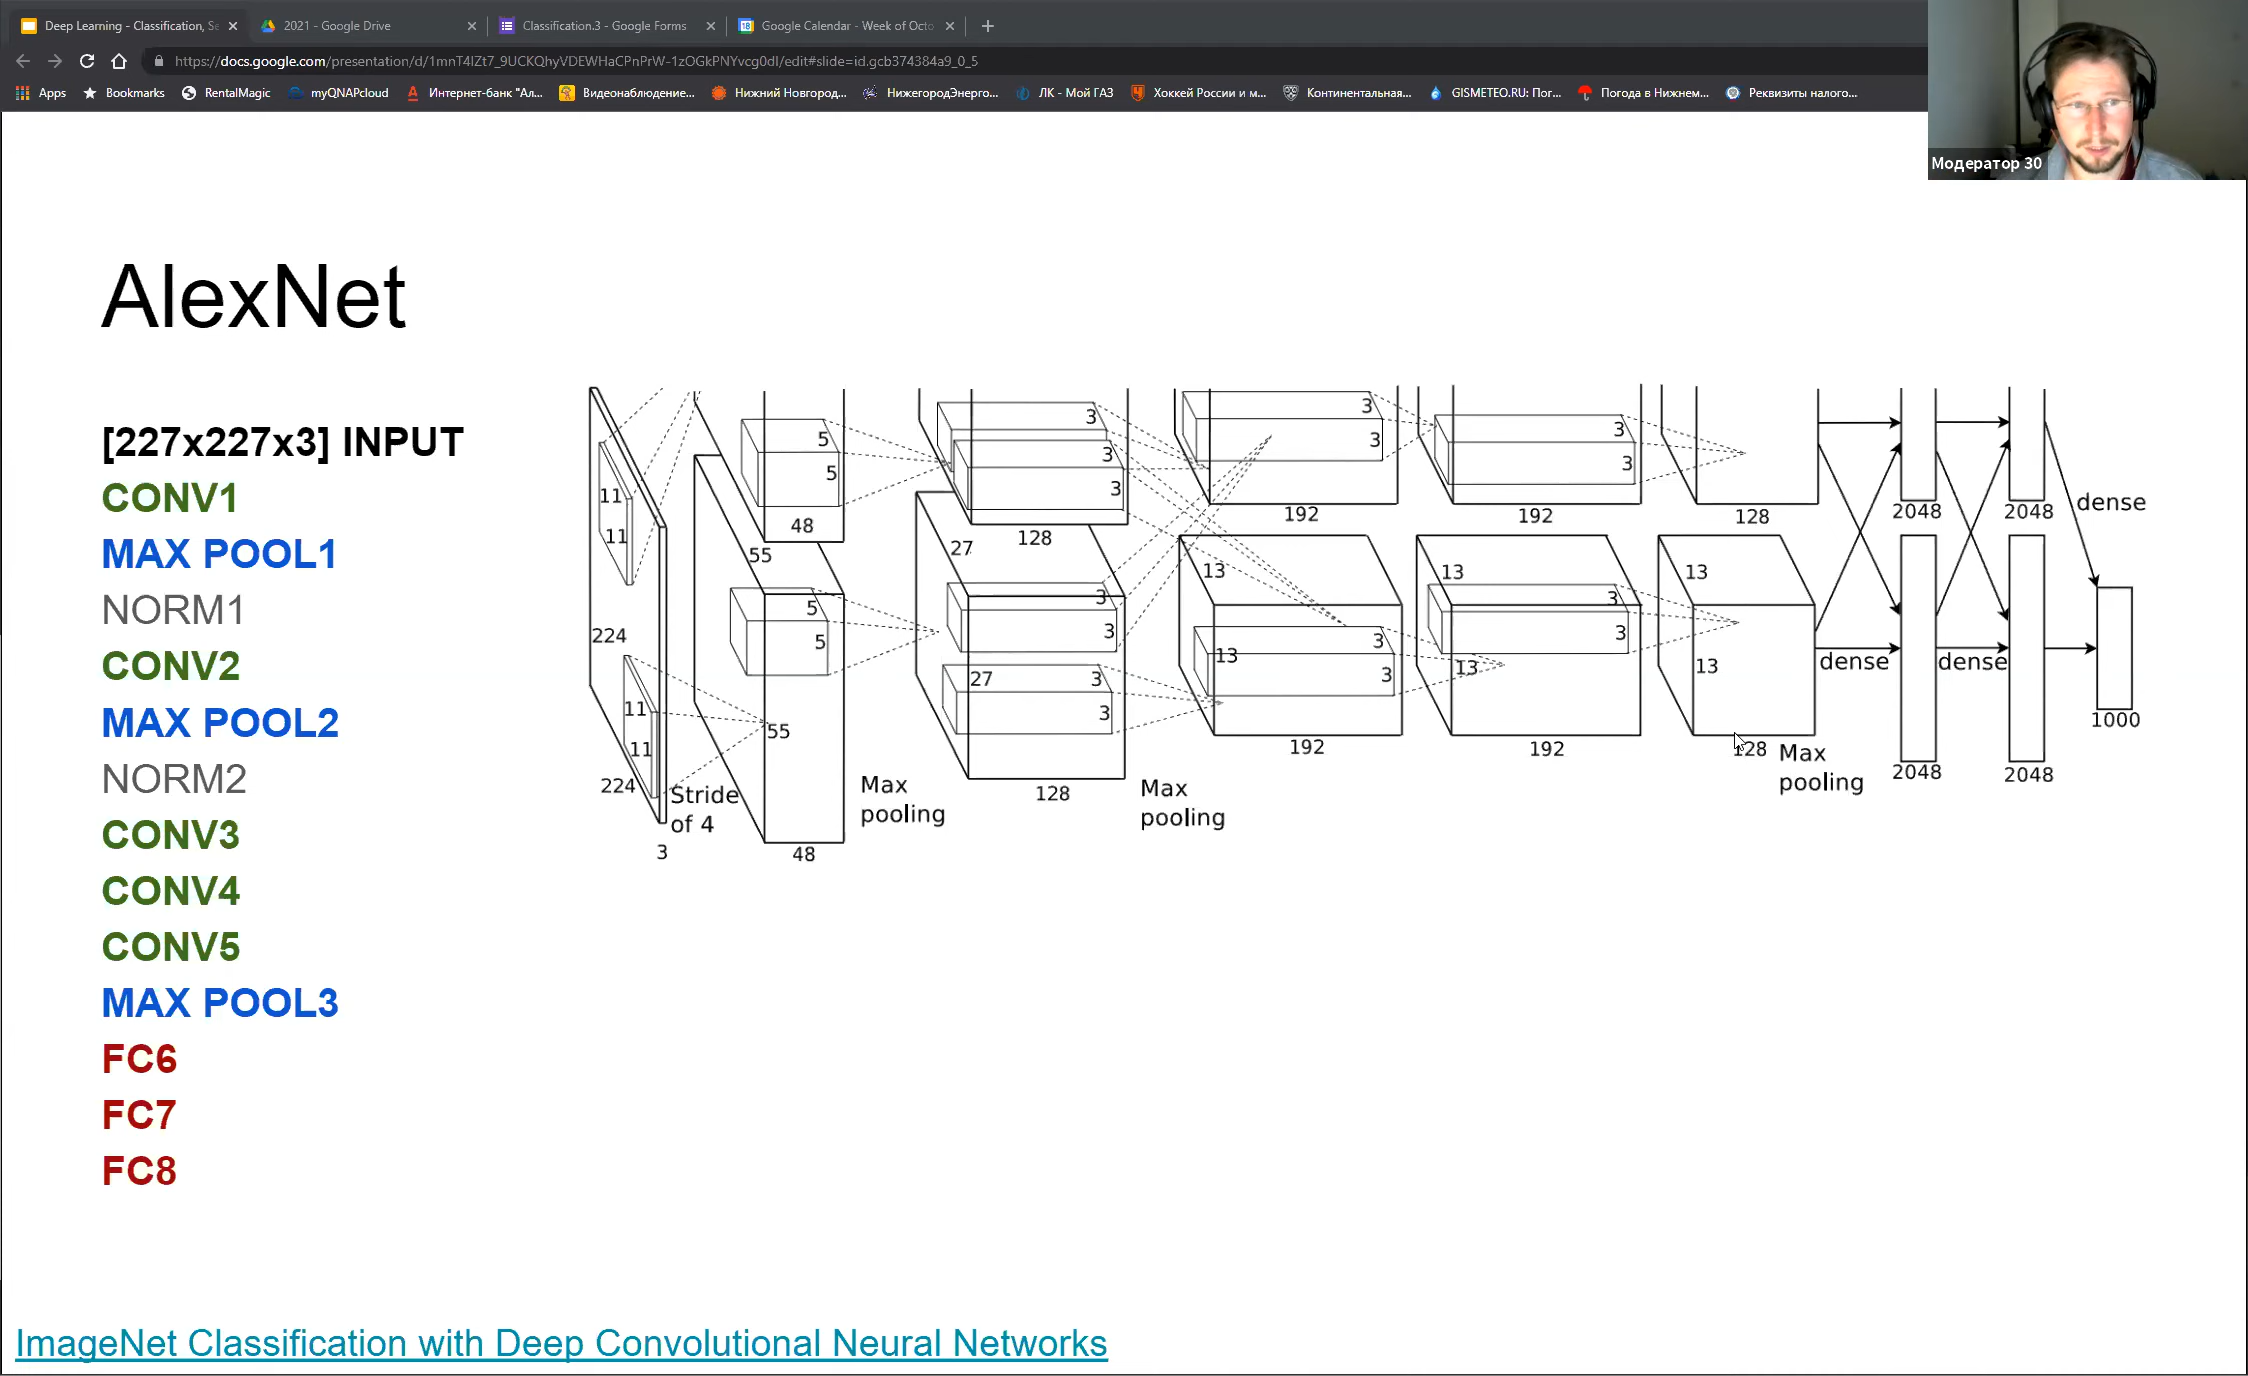 Deep Learning - Classification, Se
2021 - Google Drive
Classification.3 - Google Forms
Google Calendar - Week of Octo
https://docs.google.com/presentation/d/1mnT4lZt7_9UCKQhyVDEWHaCPnPrW-1zOGkPNYvcg0dI/edit#slide=id.gcb374384a9_0_5
Apps
Bookmarks
RentalMagic
myQNAPcloud
Интернет-банк "Ал...
Видеонаблюдение...
Нижний Новгород...
НижегородЭнерго...
ЛК - Мой ГАЗ
Хоккей России и м...
Континентальная...
GISMETEO.RU: Пог...
Погода в Нижнем...
Реквизиты налого...
Модератор 30
AlexNet
[227x227x3] INPUT
CONV1
MAX POOL1
NORM1
CONV2
MAX POOL2
NORM2
CONV3
CONV4
CONV5
MAX POOL3
FC6
FC7
FC8
11
11
224
11
11
224
3
Stride
of 4
5
5
48
55
5
5
55
48
Max
pooling
3
3
3
128
27
3
3
27
3
3
128
Max
pooling
3
3
192
13
3
13
3
192
3
3
192
13
3
3
13
192
128
13
13
128
Max
pooling
2048
2048
dense
dense
dense
2048
2048
1000
ImageNet Classification with Deep Convolutional Neural Networks